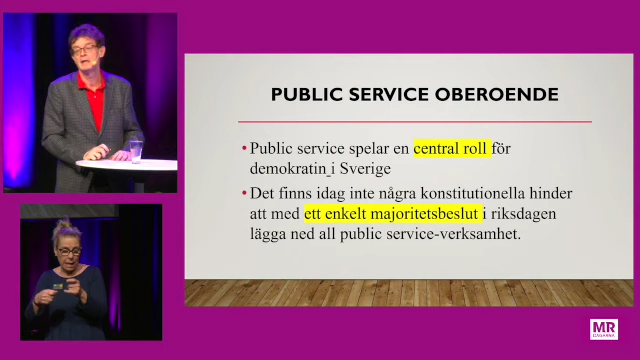 PUBLIC SERVICE OBEROENDE
•Public service spelar en central roll för
demokratin i Sverige
•Det finns idag inte några konstitutionella hinder
att med ett enkelt majoritetsbeslut i riksdagen
lägga ned all public service-verksamhet.
MR
DAGARNA